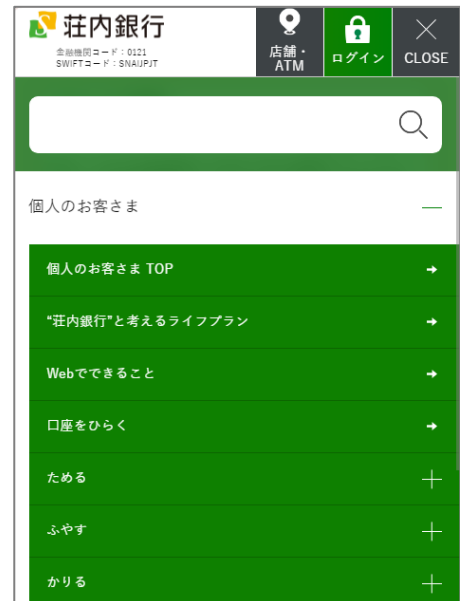 荘内銀行
金融機関コード：0121
SWIFTコード：SNAIJPJT
店舗・
ATM
ログイン
CLOSE
個人のお客さま
個人のお客さま TOP
“荘内銀行”と考えるライフプラン
Webでできること
口座をひらく
ためる
ふやす
かりる